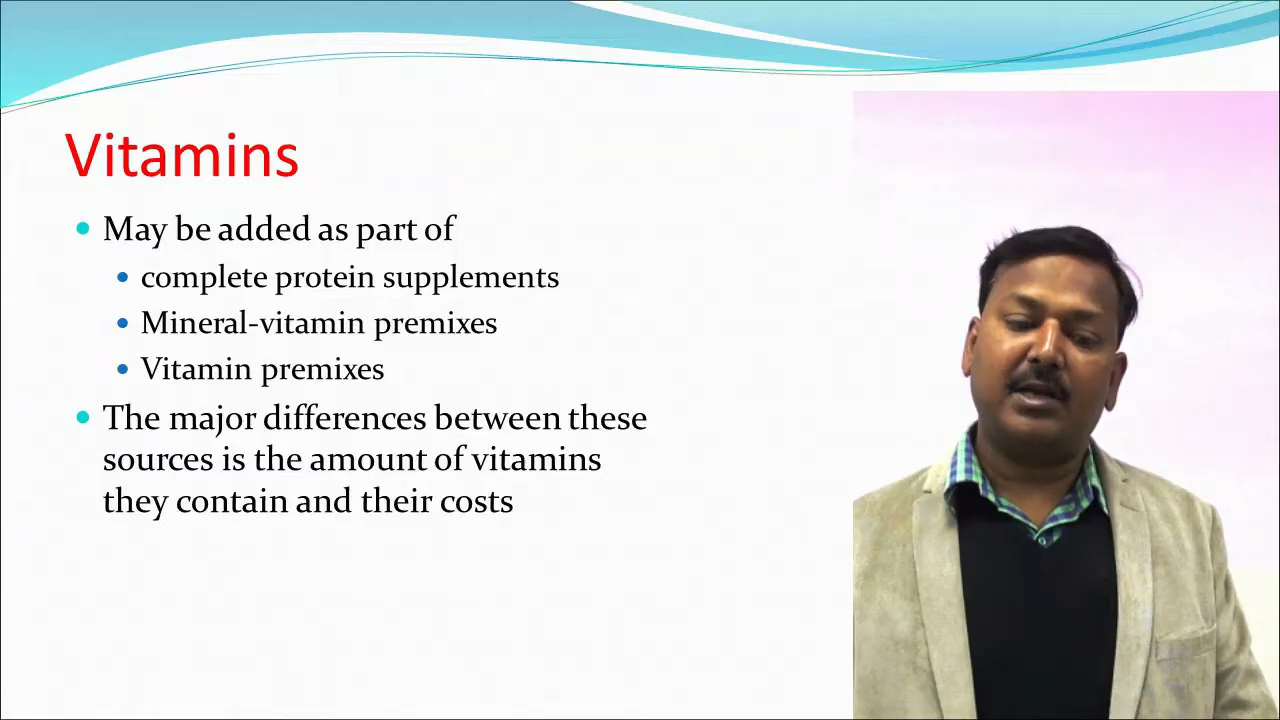 Vitamins
May be added as part of
complete protein supplements
Mineral-vitamin premixes
Vitamin premixes
The major differences between these
sources is the amount of vitamins
they contain and their costs